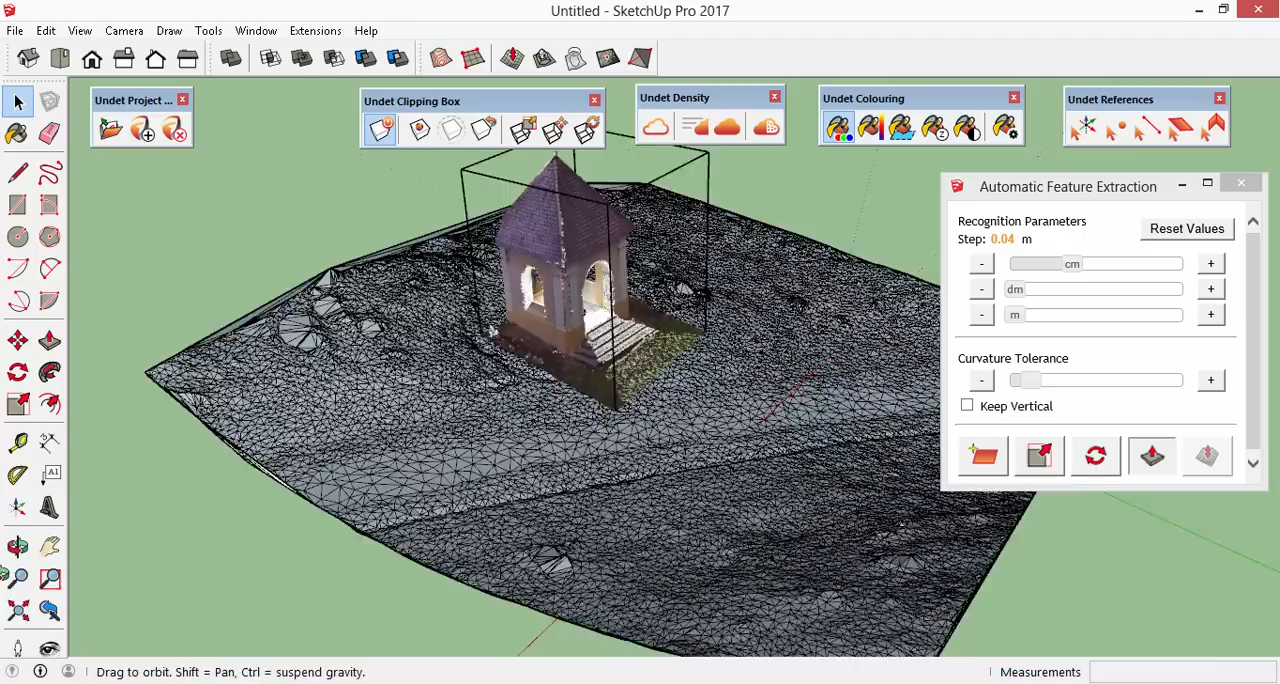 Untitled - SketchUp Pro 2017
File Edit View Camera Draw Tools Window Extensions Help
Undet Project ...
Undet Clipping Box
Undet Density
Undet Colouring
Undet References
Automatic Feature Extraction
Recognition Parameters
Step: 0.04 m
Reset Values
- cm +
- dm +
- m +
Curvature Tolerance
- +
Keep Vertical
A1
Drag to orbit. Shift = Pan, Ctrl = suspend gravity.
Measurements